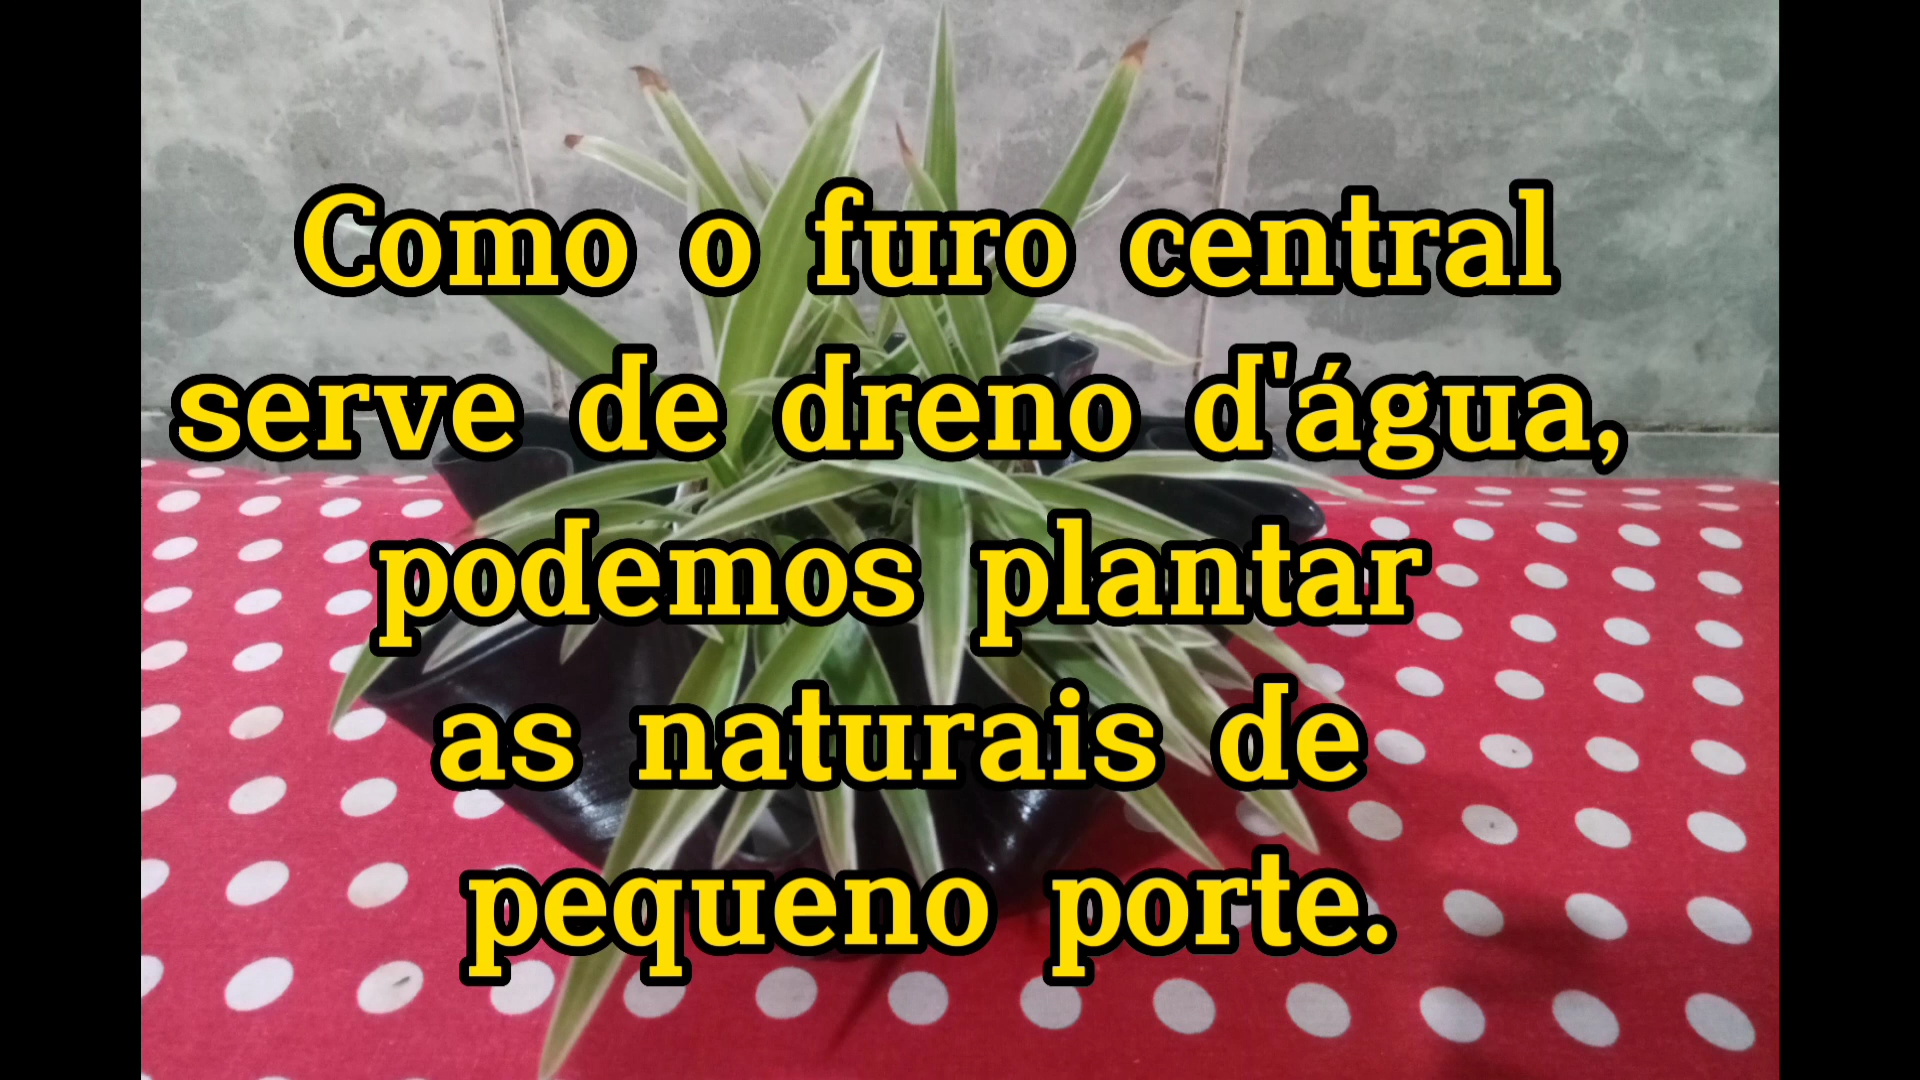 Como o furo central
serve de dreno d'água,
podemos plantar
as naturais de
pequeno porte.